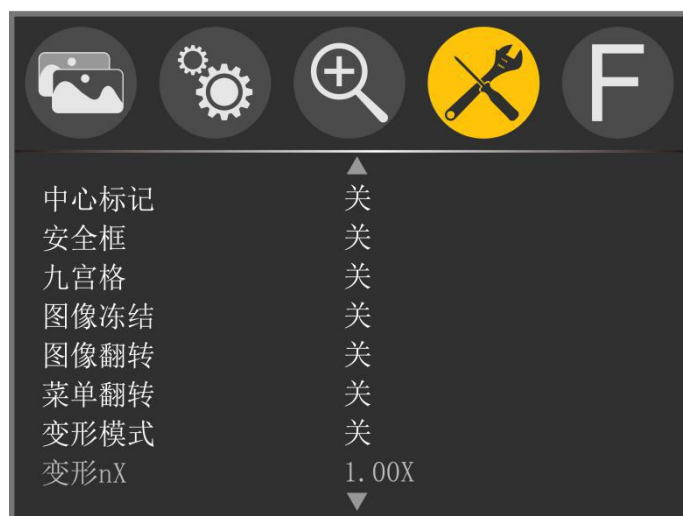 F
中心标记 关
安全框 关
九宫格 关
图像冻结 关
图像翻转 关
菜单翻转 关
变形模式 关
变形nX 1.00X